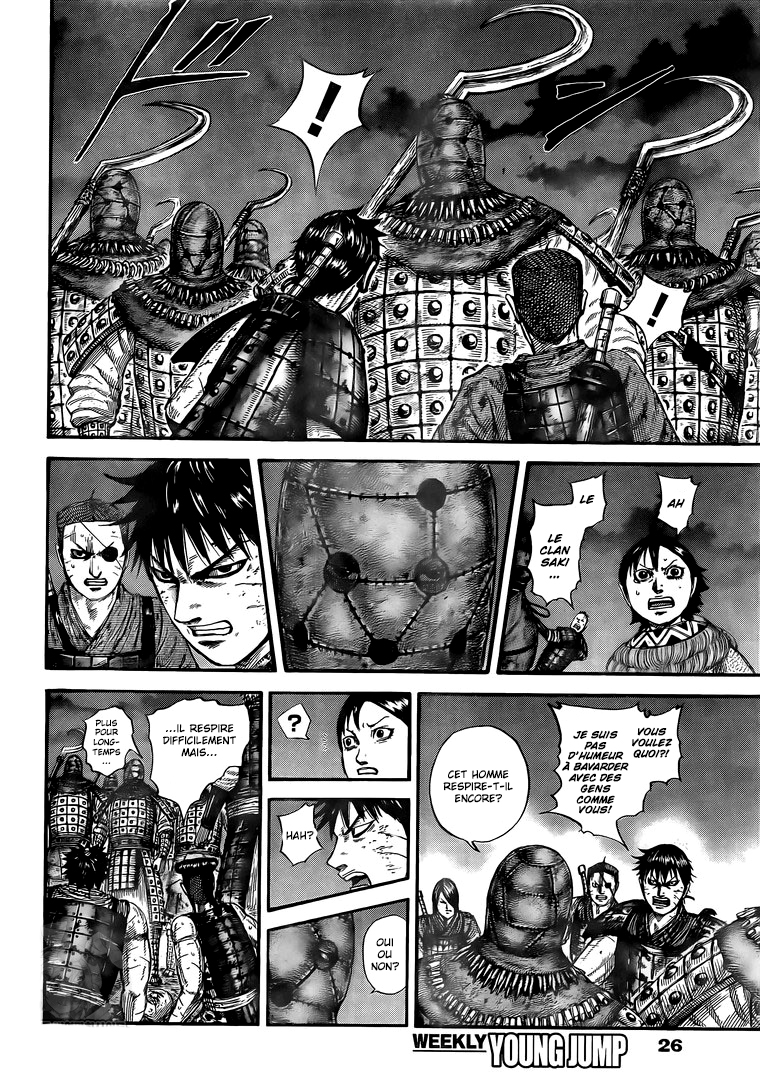 ドン
!
!
AH
LE
LE
CLAN
SAKI
...
VOUS
VOULEZ
QUOI?!
JE SUIS
PAS
D'HUMEUR
À BAVARDER
AVEC DES
GENS
COMME
VOUS!
CET HOMME
RESPIRE-T-IL
ENCORE?
?
HAH?
OUI
OU
NON?
...IL RESPIRE
DIFFICILEMENT
MAIS...
PLUS
POUR
LONG-
TEMPS
...
WEEKLY YOUNG JUMP 26